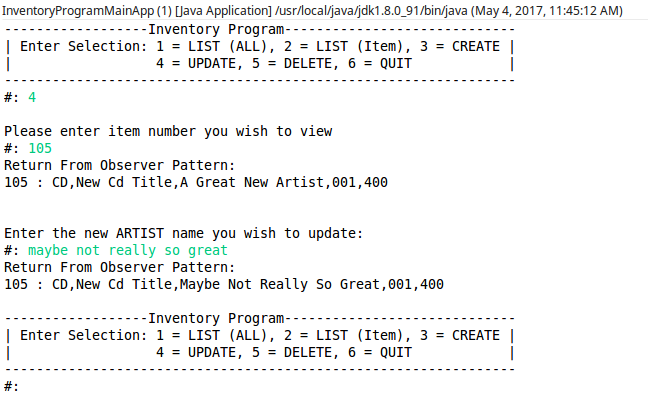 InventoryProgramMainApp (1) [Java Application] /usr/local/java/jdk1.8.0_91/bin/java (May 4, 2017, 11:45:12 AM)
------------------Inventory Program-----------------------------
| Enter Selection: 1 = LIST (ALL), 2 = LIST (Item), 3 = CREATE |
|                  4 = UPDATE, 5 = DELETE, 6 = QUIT            |
----------------------------------------------------------------
#: 4
Please enter item number you wish to view
#: 105
Return From Observer Pattern:
105 : CD,New Cd Title,A Great New Artist,001,400
Enter the new ARTIST name you wish to update:
#: maybe not really so great
Return From Observer Pattern:
105 : CD,New Cd Title,Maybe Not Really So Great,001,400
------------------Inventory Program-----------------------------
| Enter Selection: 1 = LIST (ALL), 2 = LIST (Item), 3 = CREATE |
|                  4 = UPDATE, 5 = DELETE, 6 = QUIT            |
----------------------------------------------------------------
#: